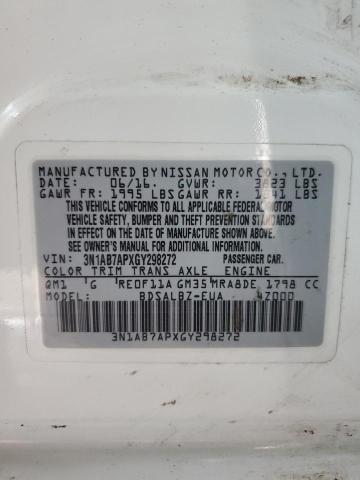 MANUFACTURED BY NISSAN MOTOR CO., LTD.
DATE: 06/16. GVWR: 3823 LBS
GAWR FR: 1995 LBS GAWR RR: 1841 LBS
THIS VEHICLE CONFORMS TO ALL APPLICABLE FEDERAL MOTOR
VEHICLE SAFETY, BUMPER AND THEFT PREVENTION STANDARDS
IN EFFECT ON THE DATE OF MANUFACTURE SHOWN ABOVE.
SEE OWNER'S MANUAL FOR ADDITIONAL INFORMATION.
VIN: 3N1AB7APXGY298272 PASSENGER CAR.
COLOR TRIM TRANS AXLE ENGINE
QM1 G RE0F11A GM35 MRA8DE 1798 CC
MODEL: BDSALBZ-EUA 4Z000
3N1AB7APXGY298272